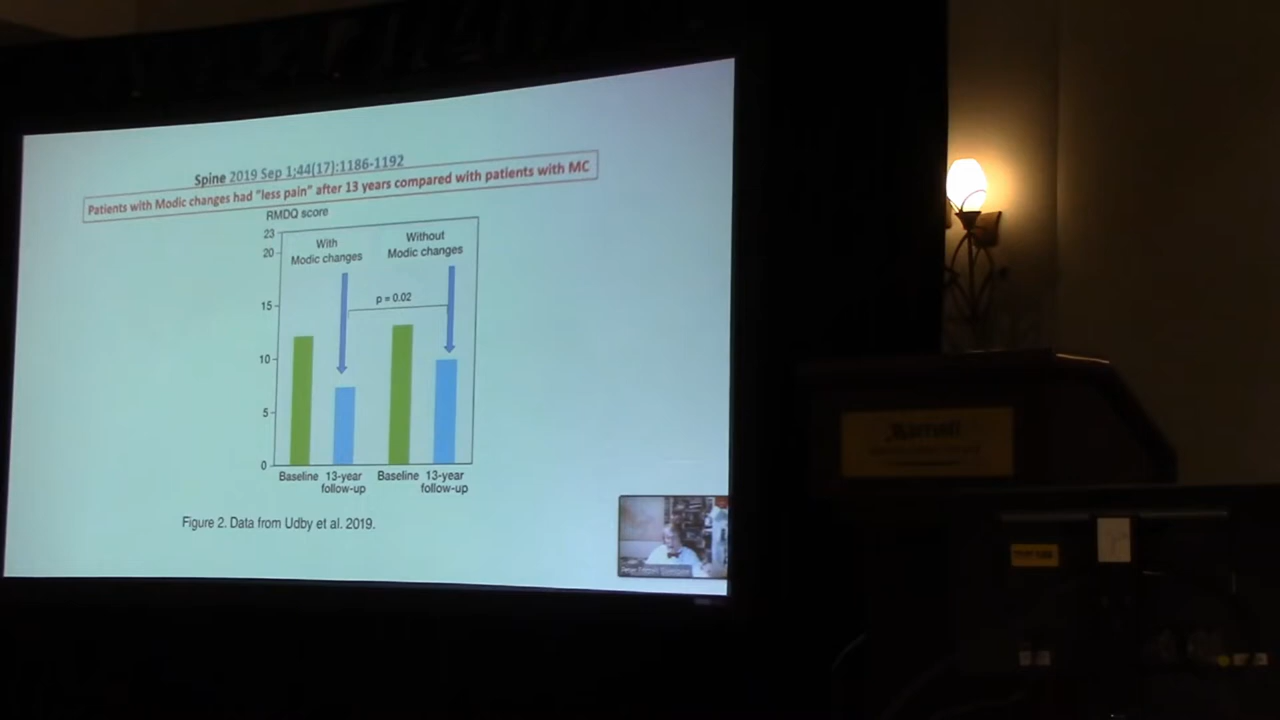 Spine 2019 Sep 1;44(17):1186-1192
Patients with Modic changes had "less pain" after 13 years compared with patients with MC
RMDQ score
23
20
15
10
5
0
With
Modic changes
Without
Modic changes
p = 0.02
Baseline
13-year
follow-up
Baseline
13-year
follow-up
Figure 2. Data from Udby et al. 2019.
Marriott